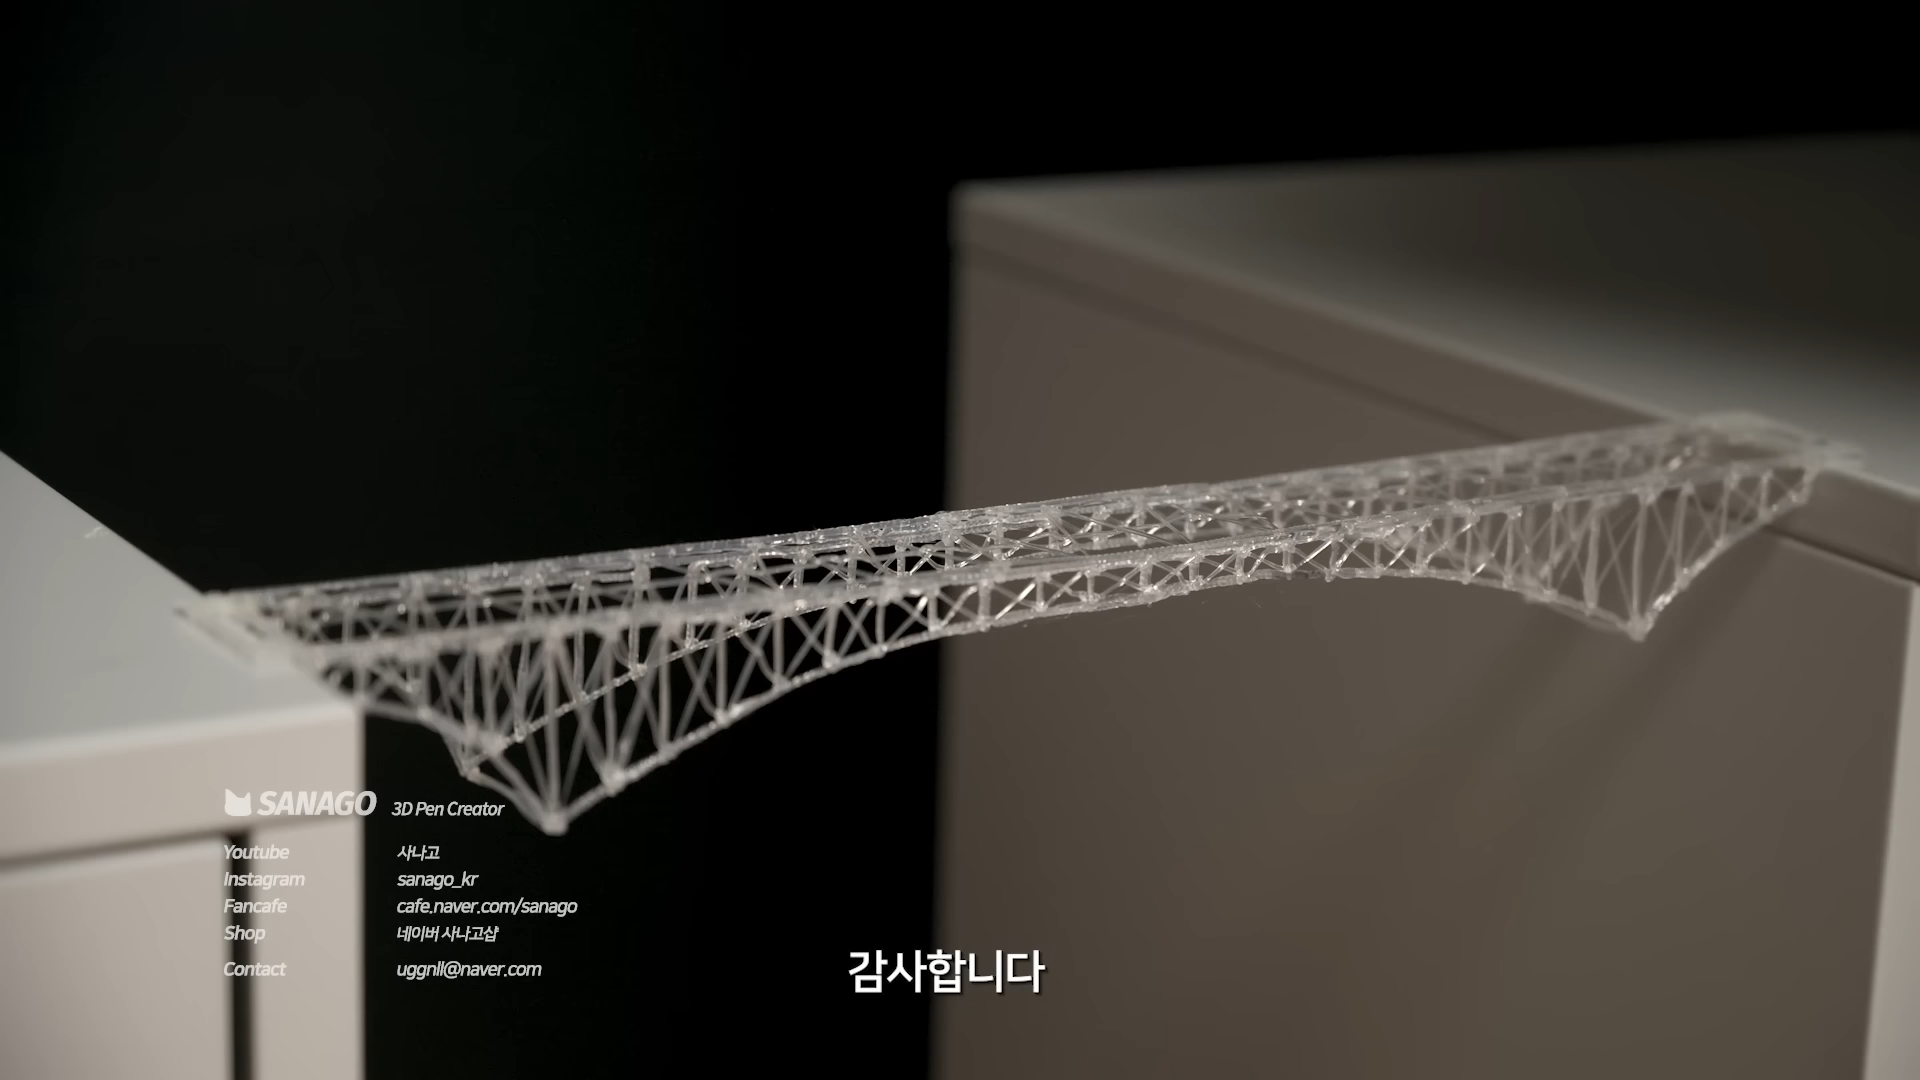 SANAGO 3D Pen Creator
Youtube 사나고
Instagram sanago_kr
Fancafe cafe.naver.com/sanago
Shop 네이버 사나고샵
Contact uggnll@naver.com
감사합니다